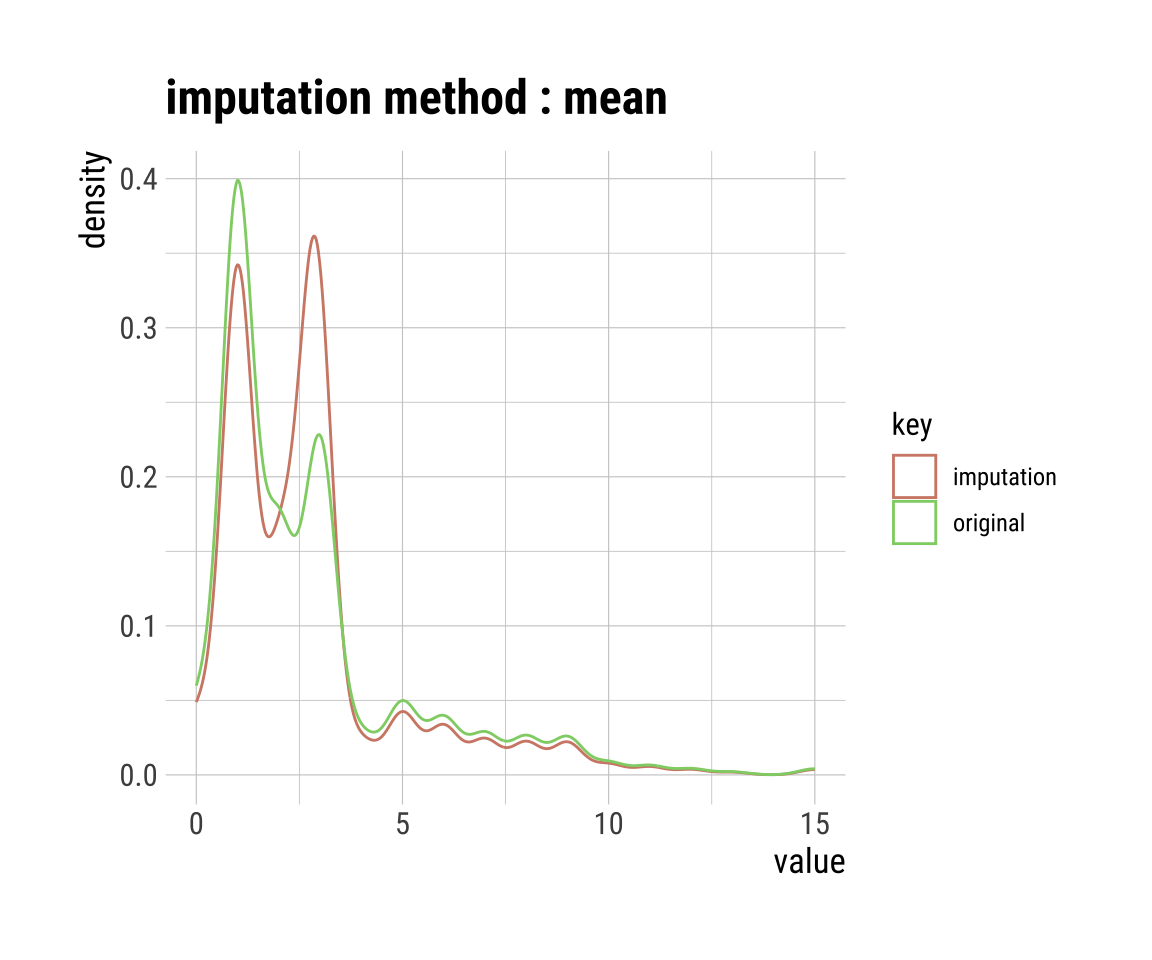 imputation method : mean
density
0.4
0.3
0.2
0.1
0.0
0 5 10 15
value
key
imputation
original